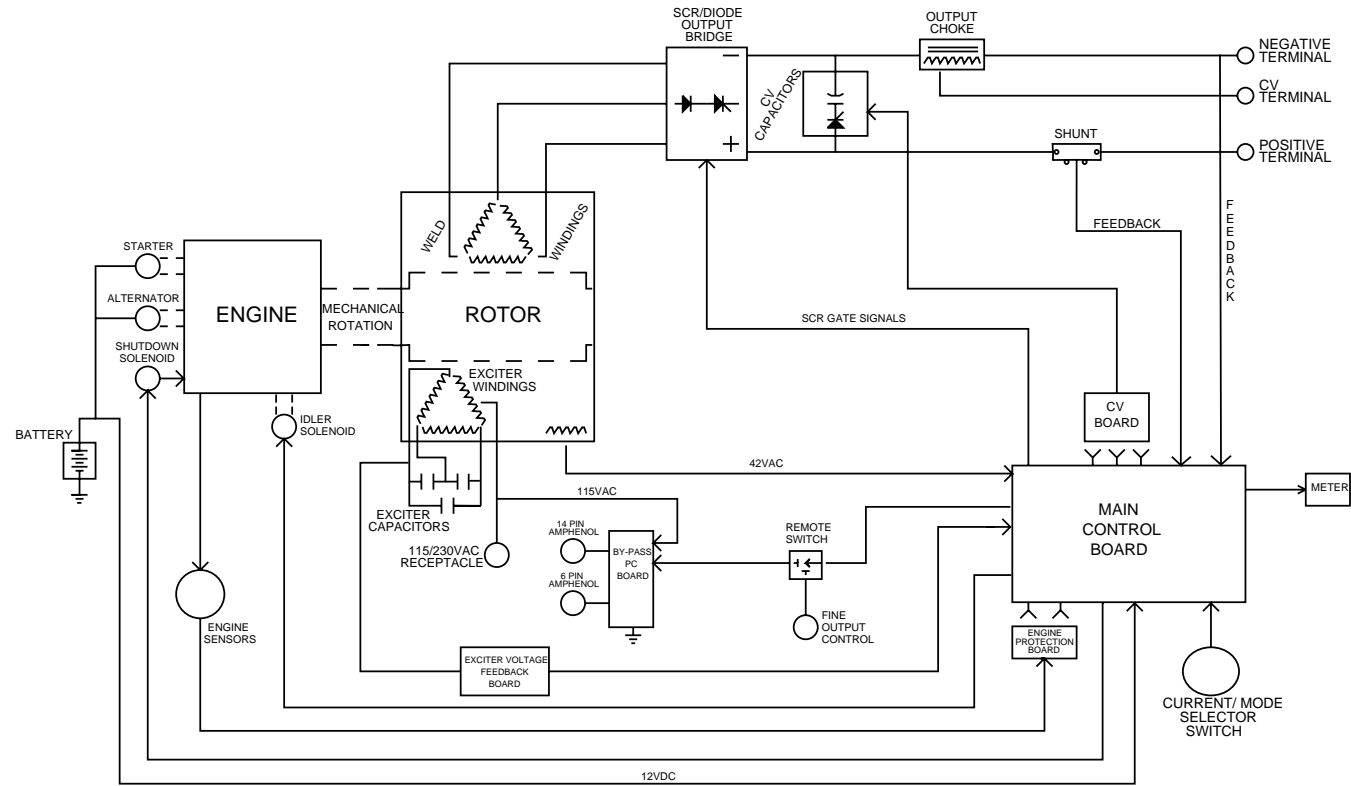 SCR/DIODE
OUTPUT
BRIDGE
OUTPUT
CHOKE
NEGATIVE
TERMINAL
CV
TERMINAL
CV
CAPACITORS
SHUNT
POSITIVE
TERMINAL
FEEDBACK
FEEDBACK
WELD
WINDINGS
STARTER
ALTERNATOR
ENGINE
MECHANICAL
ROTATION
ROTOR
SCR GATE SIGNALS
SHUTDOWN
SOLENOID
EXCITER
WINDINGS
IDLER
SOLENOID
CV
BOARD
BATTERY
42VAC
115VAC
METER
EXCITER
CAPACITORS
MAIN
CONTROL
BOARD
14 PIN
AMPHENOL
REMOTE
SWITCH
115/230VAC
RECEPTACLE
BY-PASS
PC
BOARD
6 PIN
AMPHENOL
FINE
OUTPUT
CONTROL
ENGINE
SENSORS
ENGINE
PROTECTION
BOARD
EXCITER VOLTAGE
FEEDBACK
BOARD
CURRENT/ MODE
SELECTOR
SWITCH
12VDC